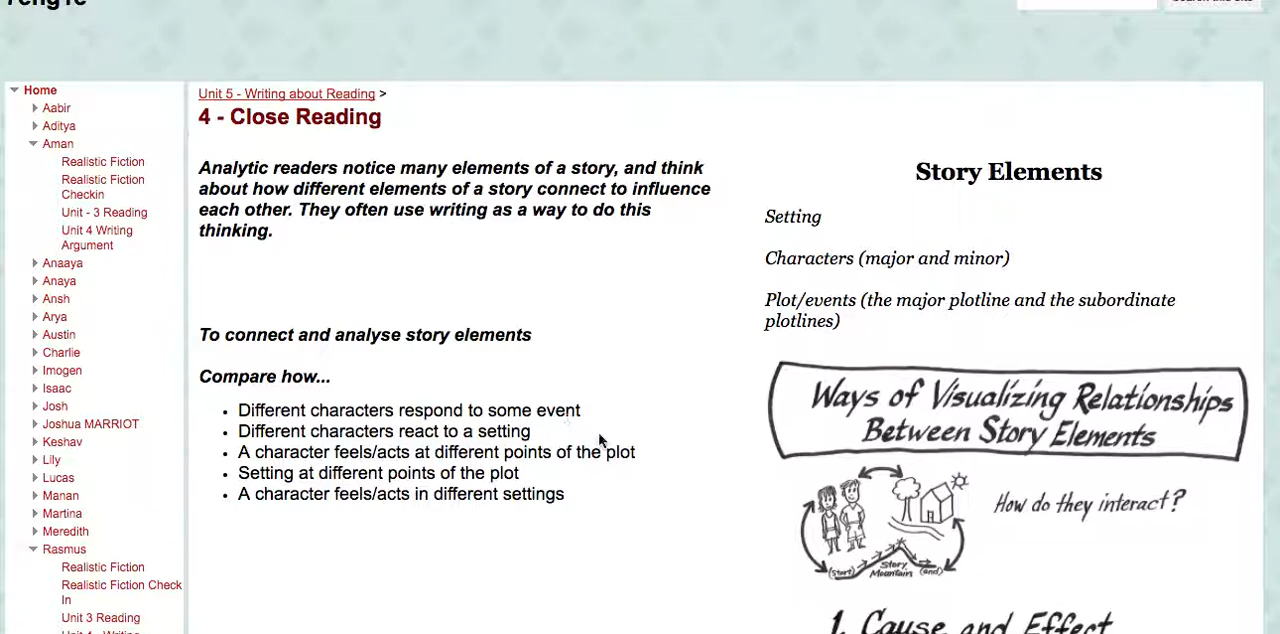 Home
Aabir
Aditya
Aman
Realistic Fiction
Realistic Fiction
Checkin
Unit - 3 Reading
Unit 4 Writing
Argument
Anaaya
Anaya
Ansh
Arya
Austin
Charlie
Imogen
Isaac
Josh
Joshua MARRIOT
Keshav
Lily
Lucas
Manan
Martina
Meredith
Rasmus
Realistic Fiction
Realistic Fiction Check
In
Unit 3 Reading
Unit 4 - Writing
Unit 5 - Writing about Reading >
4 - Close Reading
Analytic readers notice many elements of a story, and think
about how different elements of a story connect to influence
each other. They often use writing as a way to do this
thinking.
To connect and analyse story elements
Compare how...
• Different characters respond to some event
• Different characters react to a setting
• A character feels/acts at different points of the plot
• Setting at different points of the plot
• A character feels/acts in different settings
Story Elements
Setting
Characters (major and minor)
Plot/events (the major plotline and the subordinate
plotlines)
Ways of Visualizing Relationships
Between Story Elements
How do they interact?
(Start)
Story
Mountain
(end)
1. Cause and Effect